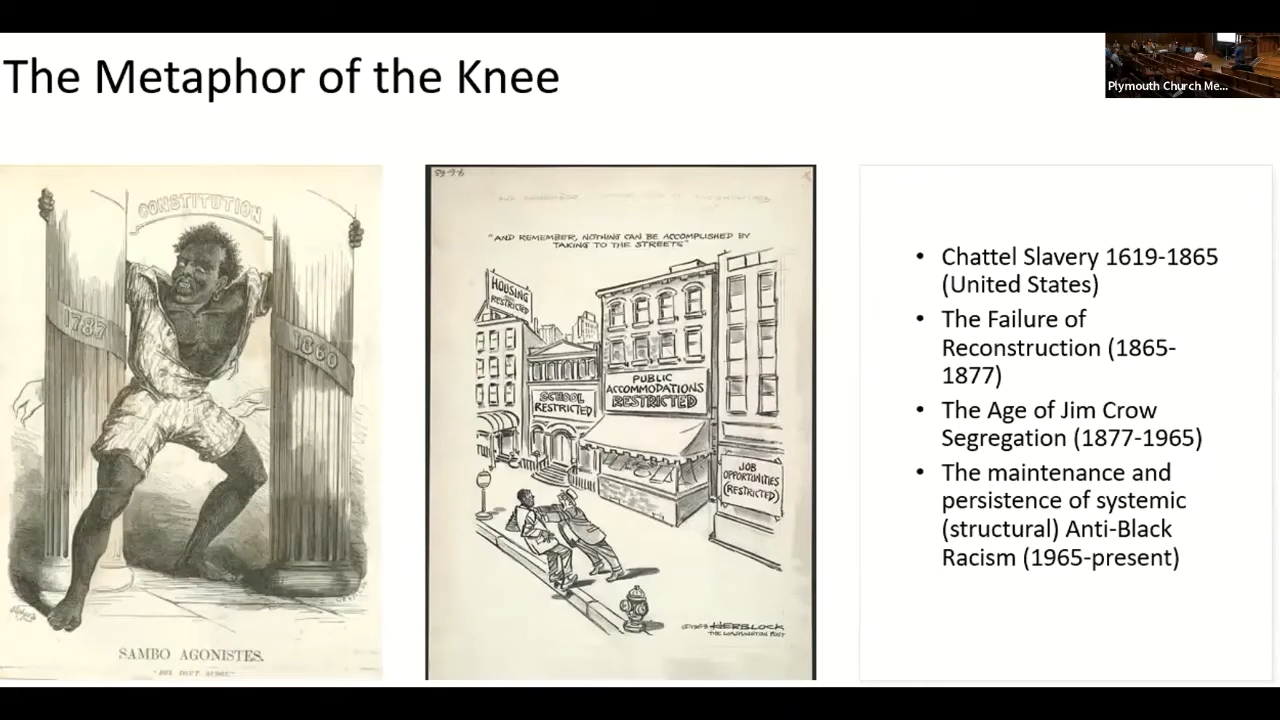 The Metaphor of the Knee
Plymouth Church Me...
CONSTITUTION
1787
1860
SAMBO AGONISTES.
"AND REMEMBER, NOTHING CAN BE ACCOMPLISHED BY
TAKING TO THE STREETS"
HOUSING
RESTRICTED
SCHOOL
RESTRICTED
PUBLIC
ACCOMMODATIONS
RESTRICTED
JOB
OPPORTUNITIES
(RESTRICTED)
HERBLOCK
THE WASHINGTON POST
• Chattel Slavery 1619-1865
(United States)
• The Failure of
Reconstruction (1865-
1877)
• The Age of Jim Crow
Segregation (1877-1965)
• The maintenance and
persistence of systemic
(structural) Anti-Black
Racism (1965-present)